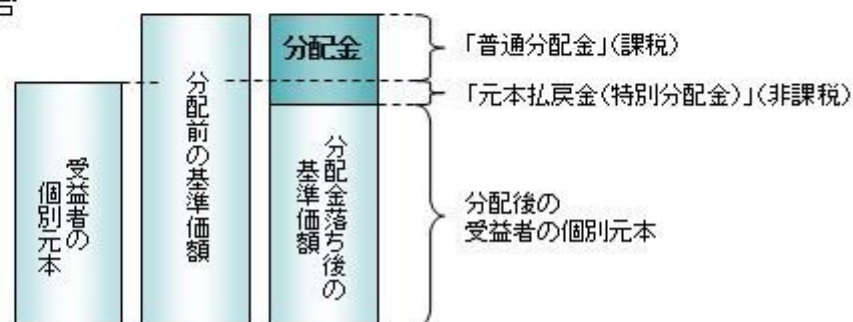 受益者の
個別元本
分配前の基準価額
分配金
分配金落ち後の
基準価額
「普通分配金」(課税)
「元本払戻金(特別分配金)」(非課税)
分配後の
受益者の個別元本